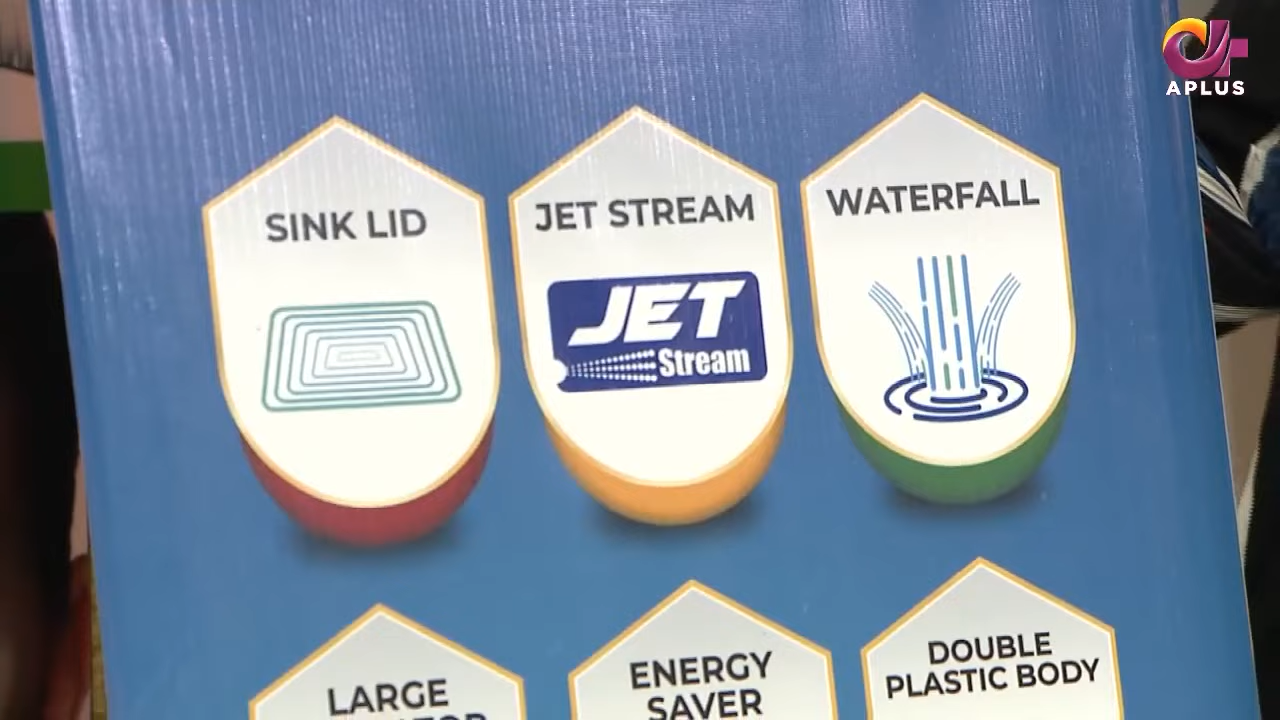 APLUS
SINK LID
JET STREAM
WATERFALL
JET
Stream
LARGE
ENERGY
SAVER
DOUBLE
PLASTIC BODY